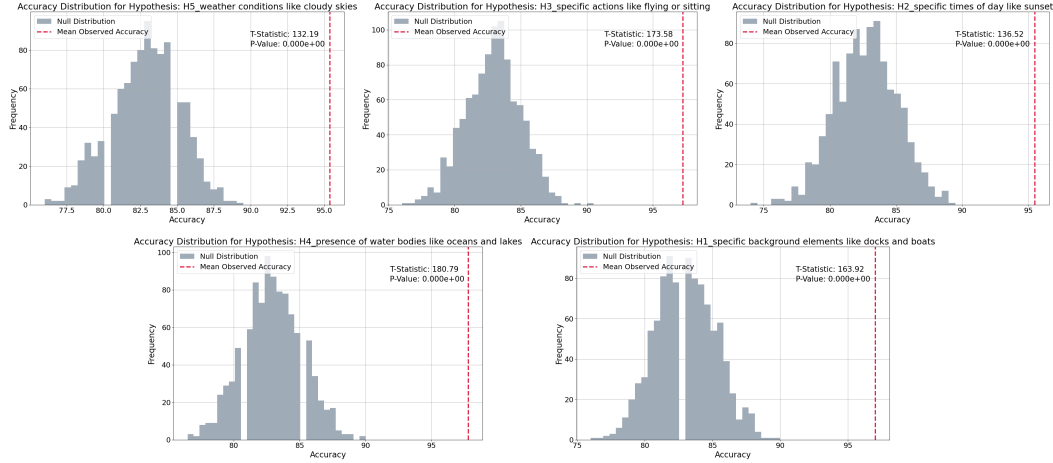 Accuracy Distribution for Hypothesis: H5_weather conditions like cloudy skies
Null Distribution
Mean Observed Accuracy
T-Statistic: 132.19
P-Value: 0.000e+00
Frequency
0
20
40
60
80
77.5
80.0
82.5
85.0
87.5
90.0
92.5
95.0
Accuracy
Accuracy Distribution for Hypothesis: H3_specific actions like flying or sitting
Null Distribution
Mean Observed Accuracy
T-Statistic: 173.58
P-Value: 0.000e+00
Frequency
0
20
40
60
80
100
80
85
90
95
Accuracy
Accuracy Distribution for Hypothesis: H2_specific times of day like sunset
Null Distribution
Mean Observed Accuracy
T-Statistic: 136.52
P-Value: 0.000e+00
Frequency
0
20
40
60
80
75
80
85
90
95
Accuracy
Accuracy Distribution for Hypothesis: H4_presence of water bodies like oceans and lakes
Null Distribution
Mean Observed Accuracy
T-Statistic: 180.79
P-Value: 0.000e+00
Frequency
0
20
40
60
80
100
80
85
90
95
Accuracy
Accuracy Distribution for Hypothesis: H1_specific background elements like docks and boats
Null Distribution
Mean Observed Accuracy
T-Statistic: 163.92
P-Value: 0.000e+00
Frequency
0
20
40
60
80
75
80
85
90
95
Accuracy